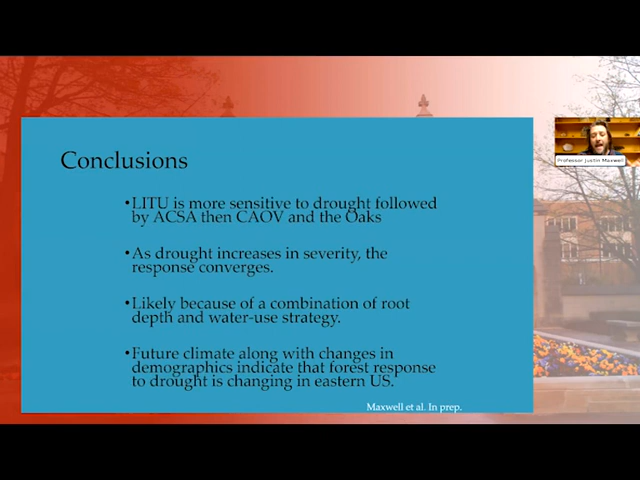 Conclusions
•LITU is more sensitive to drought followed
by ACSA then CAOV and the Oaks
•As drought increases in severity, the
response converges.
•Likely because of a combination of root
depth and water-use strategy.
•Future climate along with changes in
demographics indicate that forest response
to drought is changing in eastern US.
Maxwell et al. In prep.
Professor Justin Maxwell